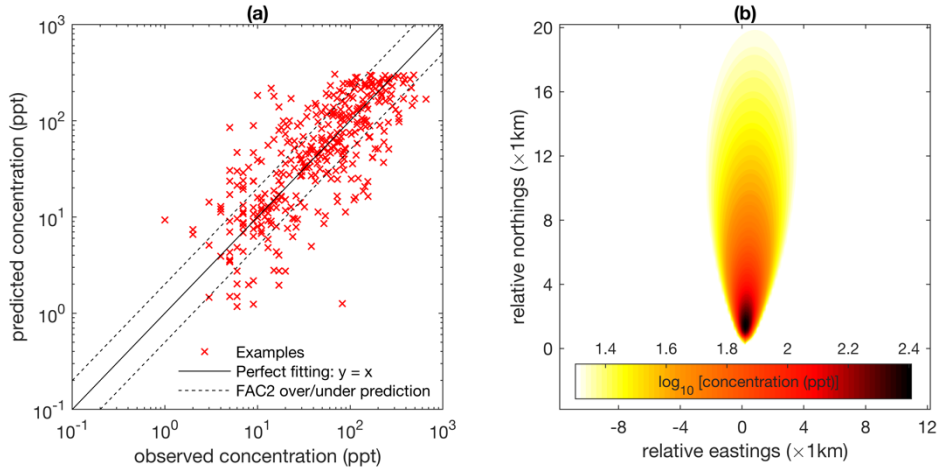 (a)
predicted concentration (ppt)
10^3
10^2
10^1
10^0
10^-1
Examples
Perfect fitting: y = x
FAC2 over/under prediction
10^-1
10^0
10^1
10^2
10^3
observed concentration (ppt)
(b)
relative northings (×1km)
20
16
12
8
4
0
1.4 1.6 1.8 2 2.2 2.4
log10 [concentration (ppt)]
-8 -4 0 4 8 12
relative eastings (×1km)